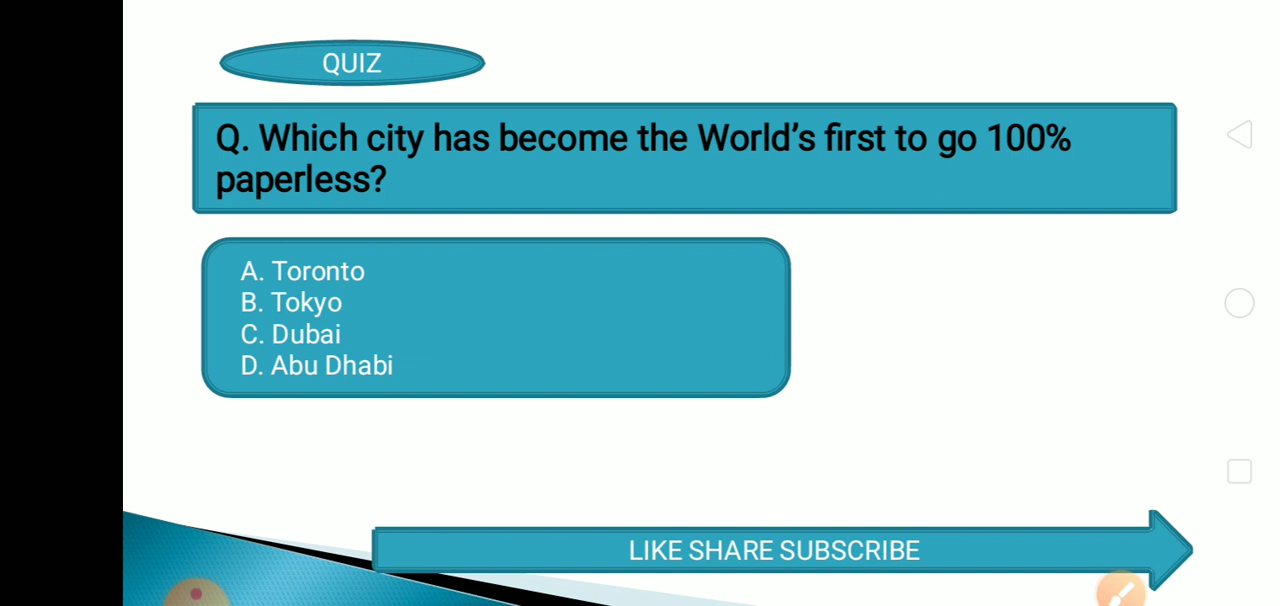 QUIZ
Q. Which city has become the World’s first to go 100%
paperless?
A. Toronto
B. Tokyo
C. Dubai
D. Abu Dhabi
LIKE SHARE SUBSCRIBE